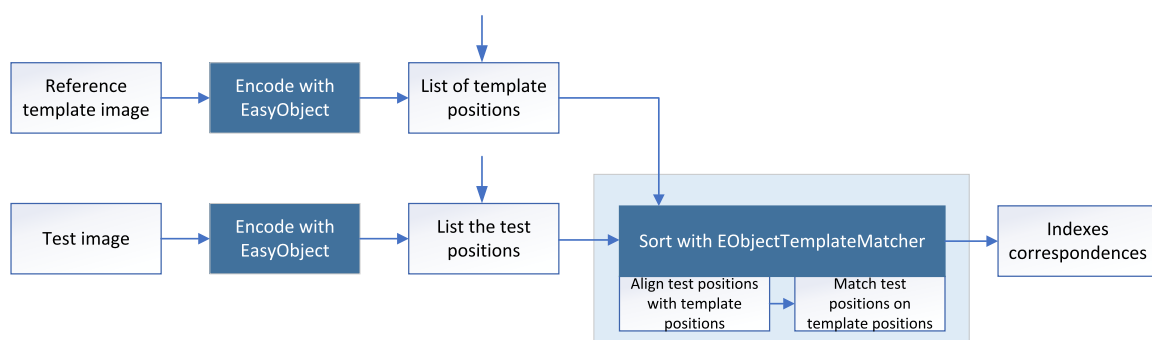 Reference
template image
Encode with
EasyObject
List of template
positions
Test image
Encode with
EasyObject
List the test
positions
Sort with EObjectTemplateMatcher
Align test positions
with template
positions
Match test
positions on
template positions
Indexes
correspondences